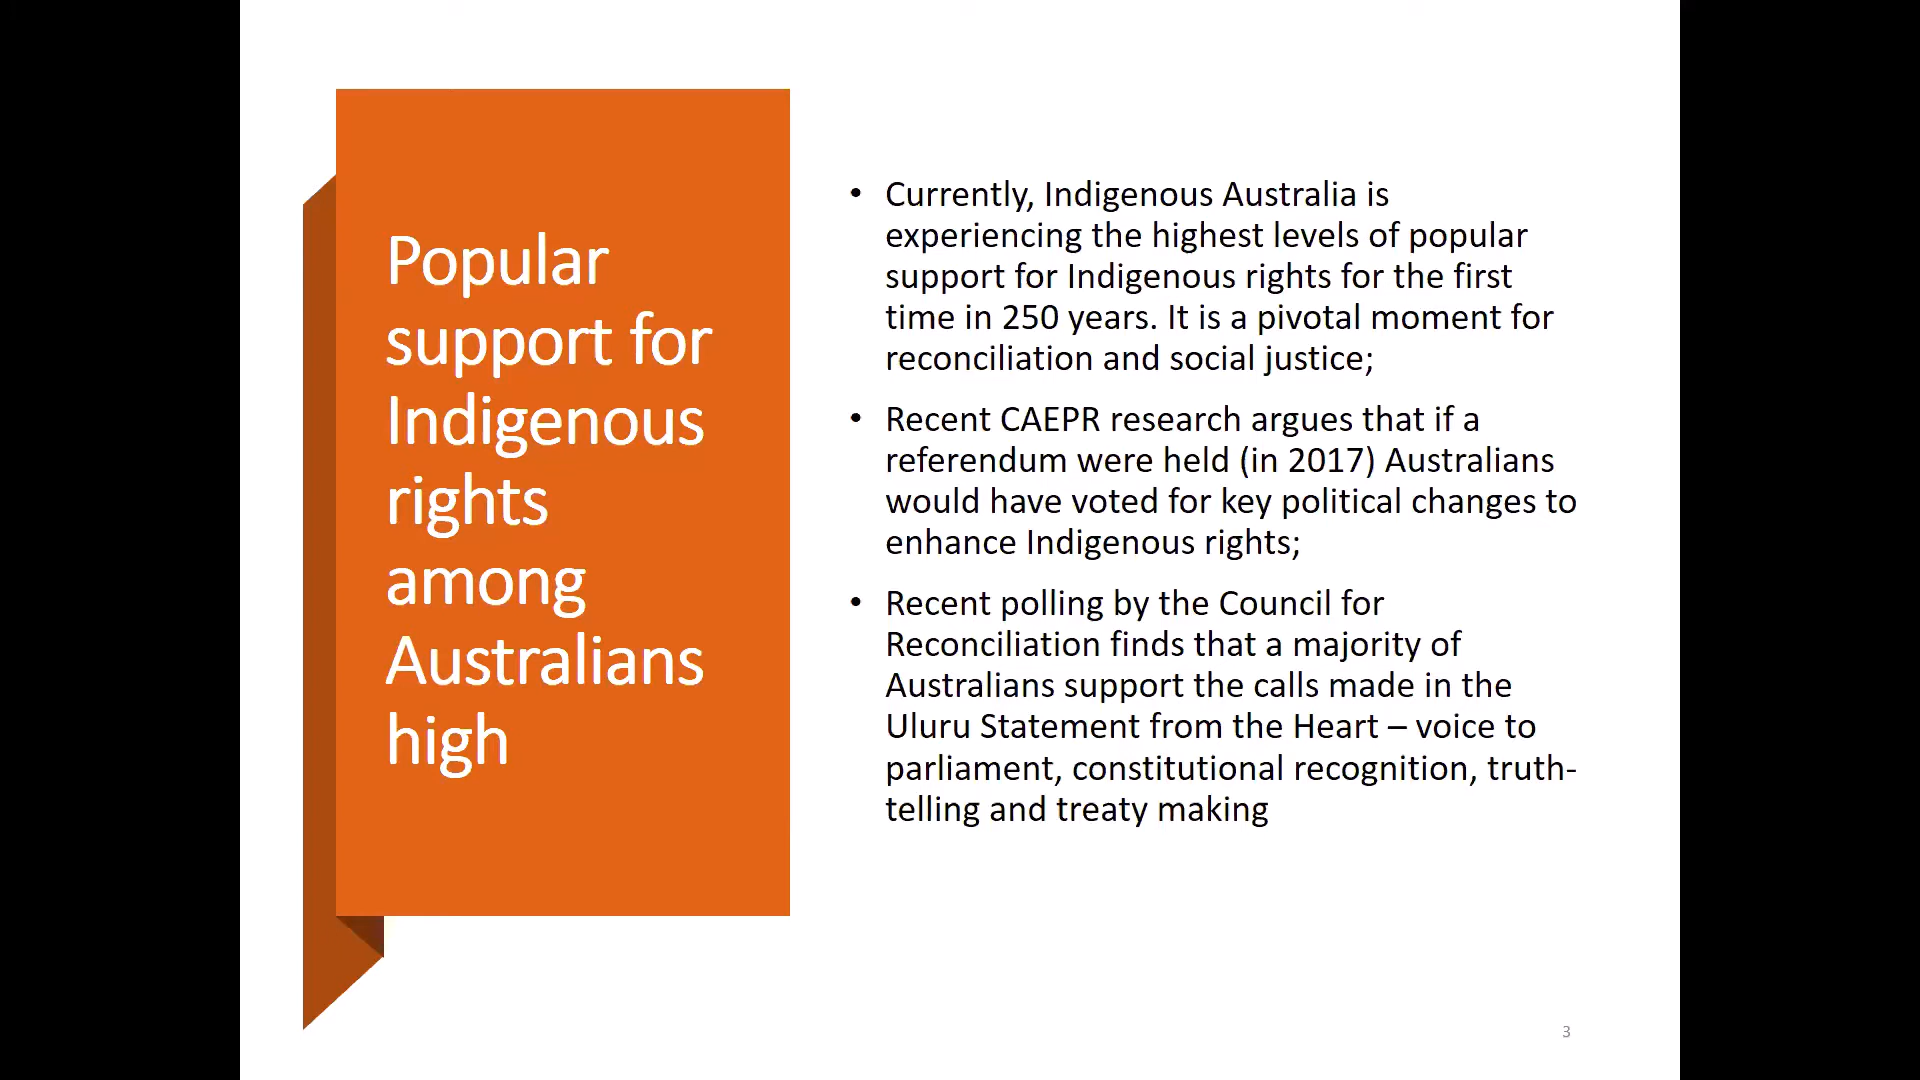 Popular
support for
Indigenous
rights
among
Australians
high
• Currently, Indigenous Australia is
experiencing the highest levels of popular
support for Indigenous rights for the first
time in 250 years. It is a pivotal moment for
reconciliation and social justice;
• Recent CAEPR research argues that if a
referendum were held (in 2017) Australians
would have voted for key political changes to
enhance Indigenous rights;
• Recent polling by the Council for
Reconciliation finds that a majority of
Australians support the calls made in the
Uluru Statement from the Heart – voice to
parliament, constitutional recognition, truth-
telling and treaty making
3